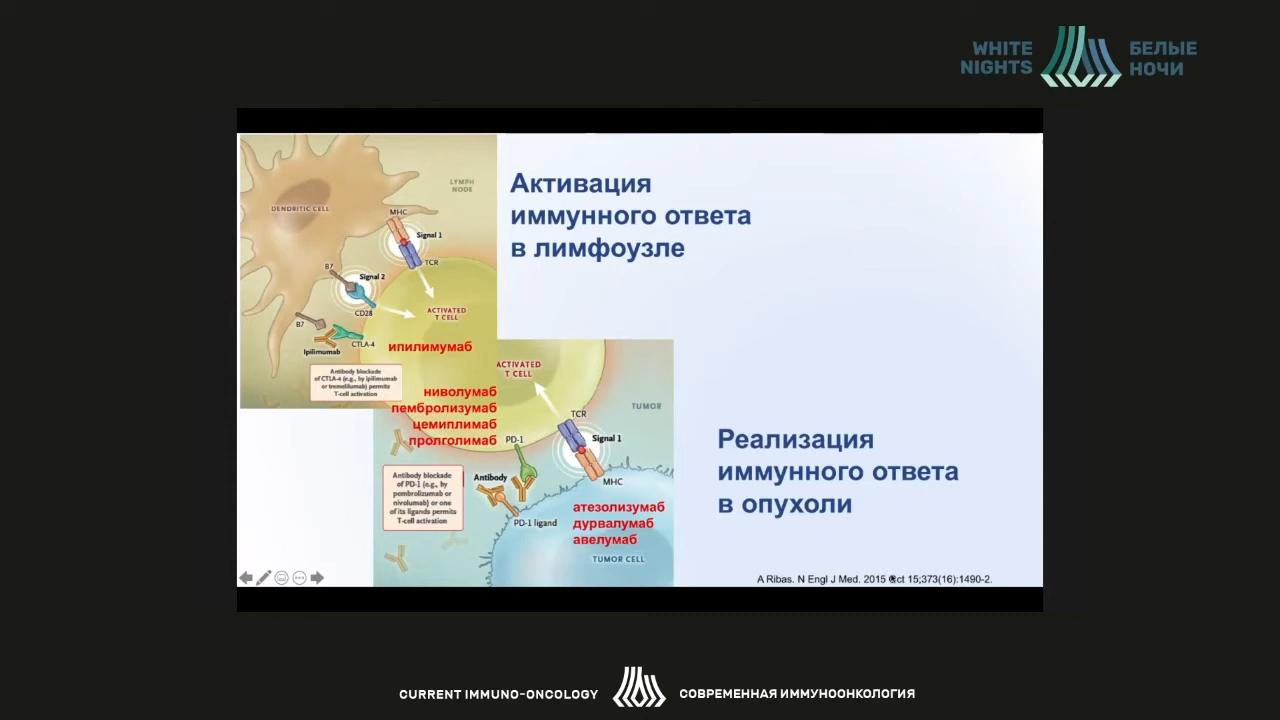 WHITE
NIGHTS
БЕЛЫЕ
НОЧИ
Активация
иммунного ответа
в лимфоузле
LYMPH
NODE
DENDRITIC CELL
MHC
Signal 1
TCR
B7
Signal 2
CD28
ACTIVATED
T CELL
B7
CTLA-4
Ipilimumab
ипилимумаб
Antibody blockade
of CTLA-4 (e.g., by ipilimumab
or tremelilumab) permits
T-cell activation
ACTIVATED
T CELL
ниволумаб
пембролизумаб
цемиплимаб
пролголимаб
TUMOR
TCR
PD-1
Signal 1
MHC
Antibody
Antibody blockade
of PD-1 (e.g., by
pembrolizumab or
nivolumab) or one
of its ligands permits
T-cell activation
PD-1 ligand
атезолизумаб
дурвалумаб
авелумаб
TUMOR CELL
Реализация
иммунного ответа
в опухоли
A Ribas. N Engl J Med. 2015 Oct 15;373(16):1490-2.
CURRENT IMMUNO-ONCOLOGY
СОВРЕМЕННАЯ ИММУНООНКОЛОГИЯ